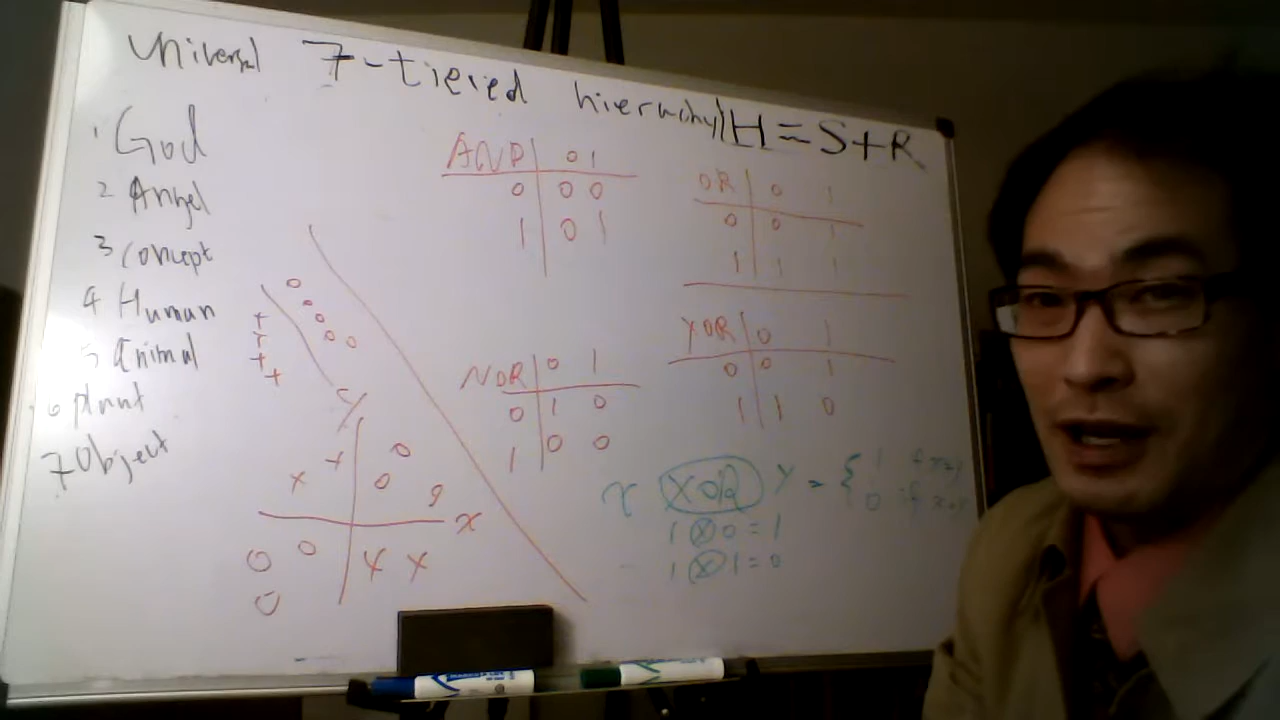 Universal 7-tiered hierarchy H = S+R
1 God
2 Angel
3 Concept
4 Human
5 Animal
6 plant
7 Object
AND 0 1
0 0 0
1 0 1
OR 0 1
0 0 1
1 1 1
NOR 0 1
0 1 0
1 0 0
XOR 0 1
0 0 1
1 1 0
y
x
x XOR y = { 1
0 if
1 ⊗ 0 = 1
1 ⊗ 1 = 0